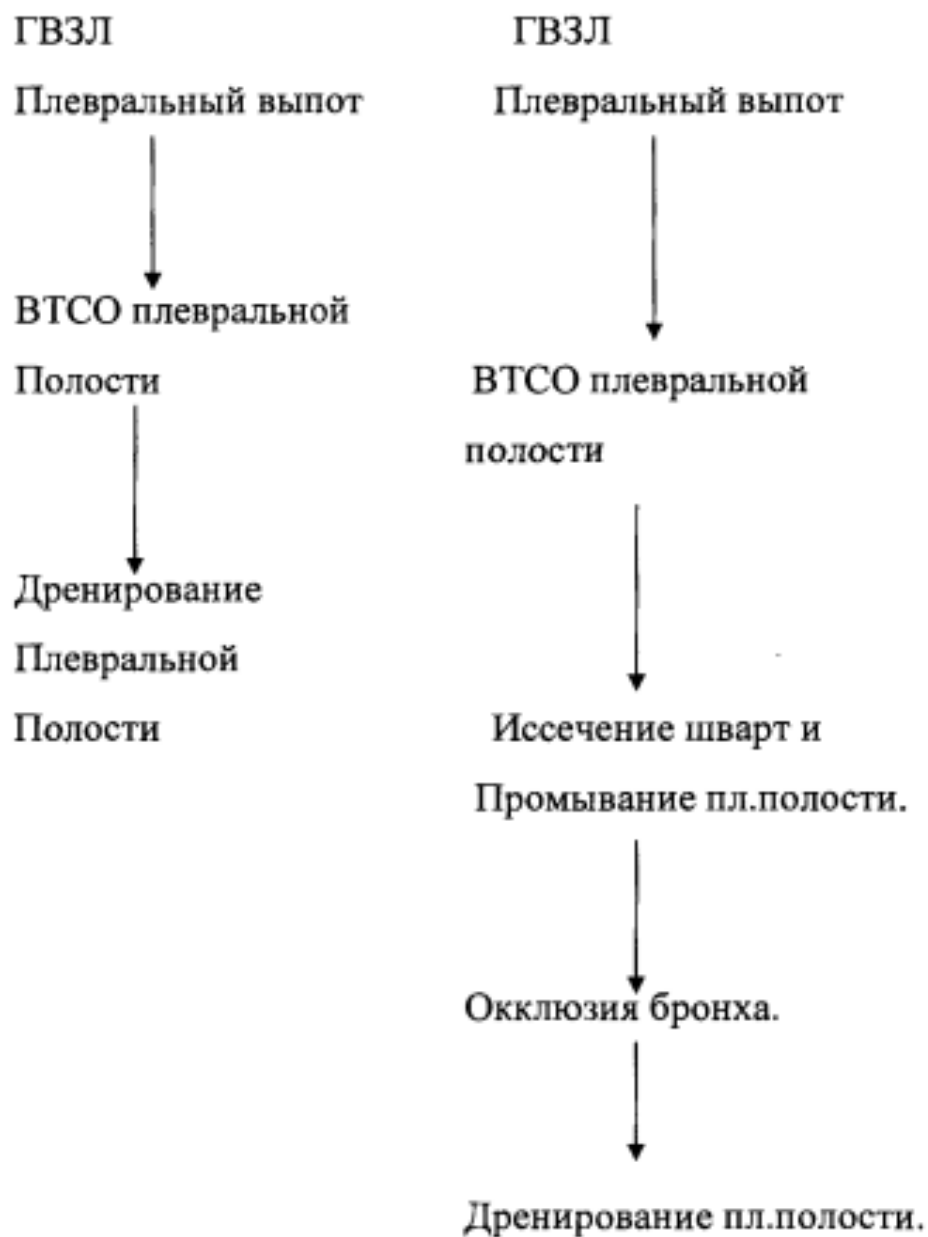 ГВЗЛ
Плевральный выпот
ВТСО плевральной
Полости
Дренирование
Плевральной
Полости
ГВЗЛ
Плевральный выпот
ВТСО плевральной
полости
Иссечение шварт и
Промывание пл.полости.
Окклюзия бронха.
Дренирование пл.полости.